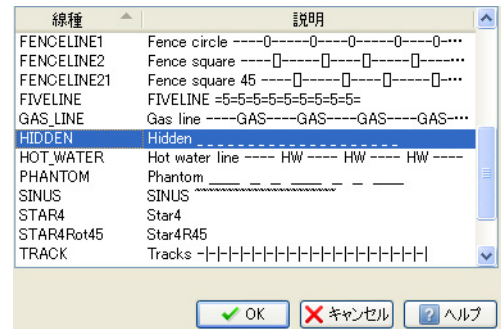 線種 説明
FENCELINE1 Fence circle ----0-----0----0-----0----0-···
FENCELINE2 Fence square ----[]-----[]----[]-----[]----···
FENCELINE21 Fence square 45 ----[]-----[]----[]-----[]-···
FIVELINE FIVELINE =5=5=5=5=5=5=5=5=5=
GAS_LINE Gas line ----GAS----GAS----GAS----GAS-···
HIDDEN Hidden _ _ _ _ _ _ _ _ _ _ _ _ _ _ _ _ _ _ _ _ _
HOT_WATER Hot water line ---- HW ---- HW ---- HW ----
PHANTOM Phantom ____ _ _ ____ _ _ ____
SINUS SINUS ~~~~~~~~~~~~~~~~~~~~
STAR4 Star4
STAR4Rot45 Star4R45
TRACK Tracks -|-|-|-|-|-|-|-|-|-|-|-|-|-|-|-|-|-|-|
OK キャンセル ヘルプ